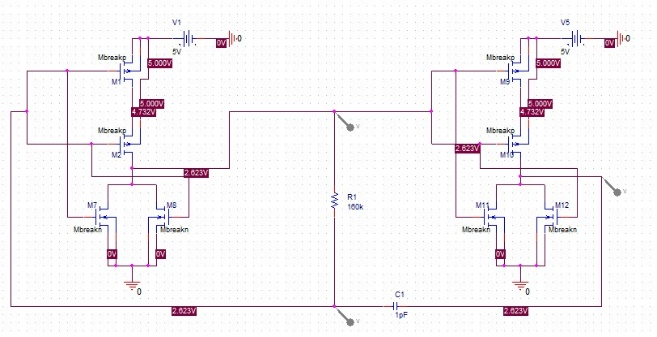 V1
5V
0V
0
Mbreakp
M1
5.000V
5.000V
4.732V
Mbreakp
M2
2.623V
M7
M8
Mbreakn
Mbreakn
0V
0V
0
2.623V
V
R1
160k
V
C1
1pF
V5
5V
0V
0
Mbreakp
M9
5.000V
5.000V
4.732V
Mbreakp
M10
2.623V
V
M11
M12
Mbreakn
Mbreakn
0V
0
2.623V